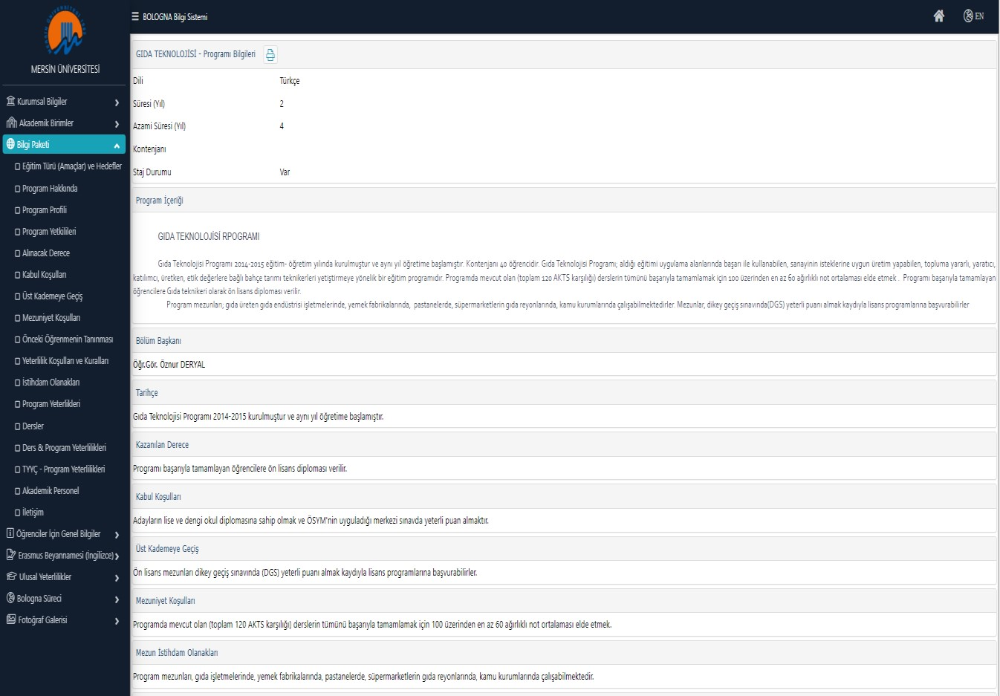 BOLOGNA Bilgi Sistemi
EN
MERSİN ÜNİVERSİTESİ
Kurumsal Bilgiler
Akademik Birimler
Bilgi Paketi
Eğitim Türü (Amaçlar) ve Hedefler
Program Hakkında
Program Profili
Program Yetkilileri
Alınacak Derece
Kabul Koşulları
Üst Kademeye Geçiş
Mezuniyet Koşulları
Önceki Öğrenmenin Tanınması
Yeterlilik Koşulları ve Kuralları
İstihdam Olanakları
Program Yeterlikleri
Dersler
Ders & Program Yeterlilikleri
TYYÇ - Program Yeterlilikleri
Akademik Personel
İletişim
Öğrenciler İçin Genel Bilgiler
Erasmus Beyannamesi (İngilizce)
Ulusal Yeterlilikler
Bologna Süreci
Fotoğraf Galerisi
GIDA TEKNOLOJİSİ - Programı Bilgileri
Dili Türkçe
Süresi (Yıl) 2
Azami Süresi (Yıl) 4
Kontenjanı
Staj Durumu Var
Program İçeriği
GIDA TEKNOLOJİSİ RPOGRAMI
Gıda Teknolojisi Programı 2014-2015 eğitim- öğretim yılında kurulmuştur ve aynı yıl öğretime başlamıştır. Kontenjanı 40 öğrencidir. Gıda Teknolojisi Programı; aldığı eğitimi uygulama alanlarında başarı ile kullanabilen, sanayinin isteklerine uygun üretim yapabilen, topluma yararlı, yaratıcı,
katılımcı, üretken, etik değerlere bağlı bahçe tarımı teknikerleri yetiştirmeye yönelik bir eğitim programıdır. Programda mevcut olan (toplam 120 AKTS karşılığı) derslerin tümünü başarıyla tamamlamak için 100 üzerinden en az 60 ağırlıklı not ortalaması elde etmek . Programı başarıyla tamamlayan
öğrencilere Gıda teknikeri olarak ön lisans diploması verilir.
Program mezunları; gıda üreten gıda endüstrisi işletmelerinde, yemek fabrikalarında, pastanelerde, süpermarketlerin gıda reyonlarında, kamu kurumlarında çalışabilmektedirler. Mezunlar, dikey geçiş sınavında(DGS) yeterli puanı almak kaydıyla lisans programlarına başvurabilirler
Bölüm Başkanı
Öğr.Gör. Öznur DERYAL
Tarihçe
Gıda Teknolojisi Programı 2014-2015 kurulmuştur ve aynı yıl öğretime başlamıştır.
Kazanılan Derece
Programı başarıyla tamamlayan öğrencilere ön lisans diploması verilir.
Kabul Koşulları
Adayların lise ve dengi okul diplomasına sahip olmak ve ÖSYM'nin uyguladığı merkezi sınavda yeterli puan almaktır.
Üst Kademeye Geçiş
Ön lisans mezunları dikey geçiş sınavında (DGS) yeterli puanı almak kaydıyla lisans programlarına başvurabilirler.
Mezuniyet Koşulları
Programda mevcut olan (toplam 120 AKTS karşılığı) derslerin tümünü başarıyla tamamlamak için 100 üzerinden en az 60 ağırlıklı not ortalaması elde etmek.
Mezun İstihdam Olanakları
Program mezunları, gıda işletmelerinde, yemek fabrikalarında, pastanelerde, süpermarketlerin gıda reyonlarında, kamu kurumlarında çalışabilmektedir.